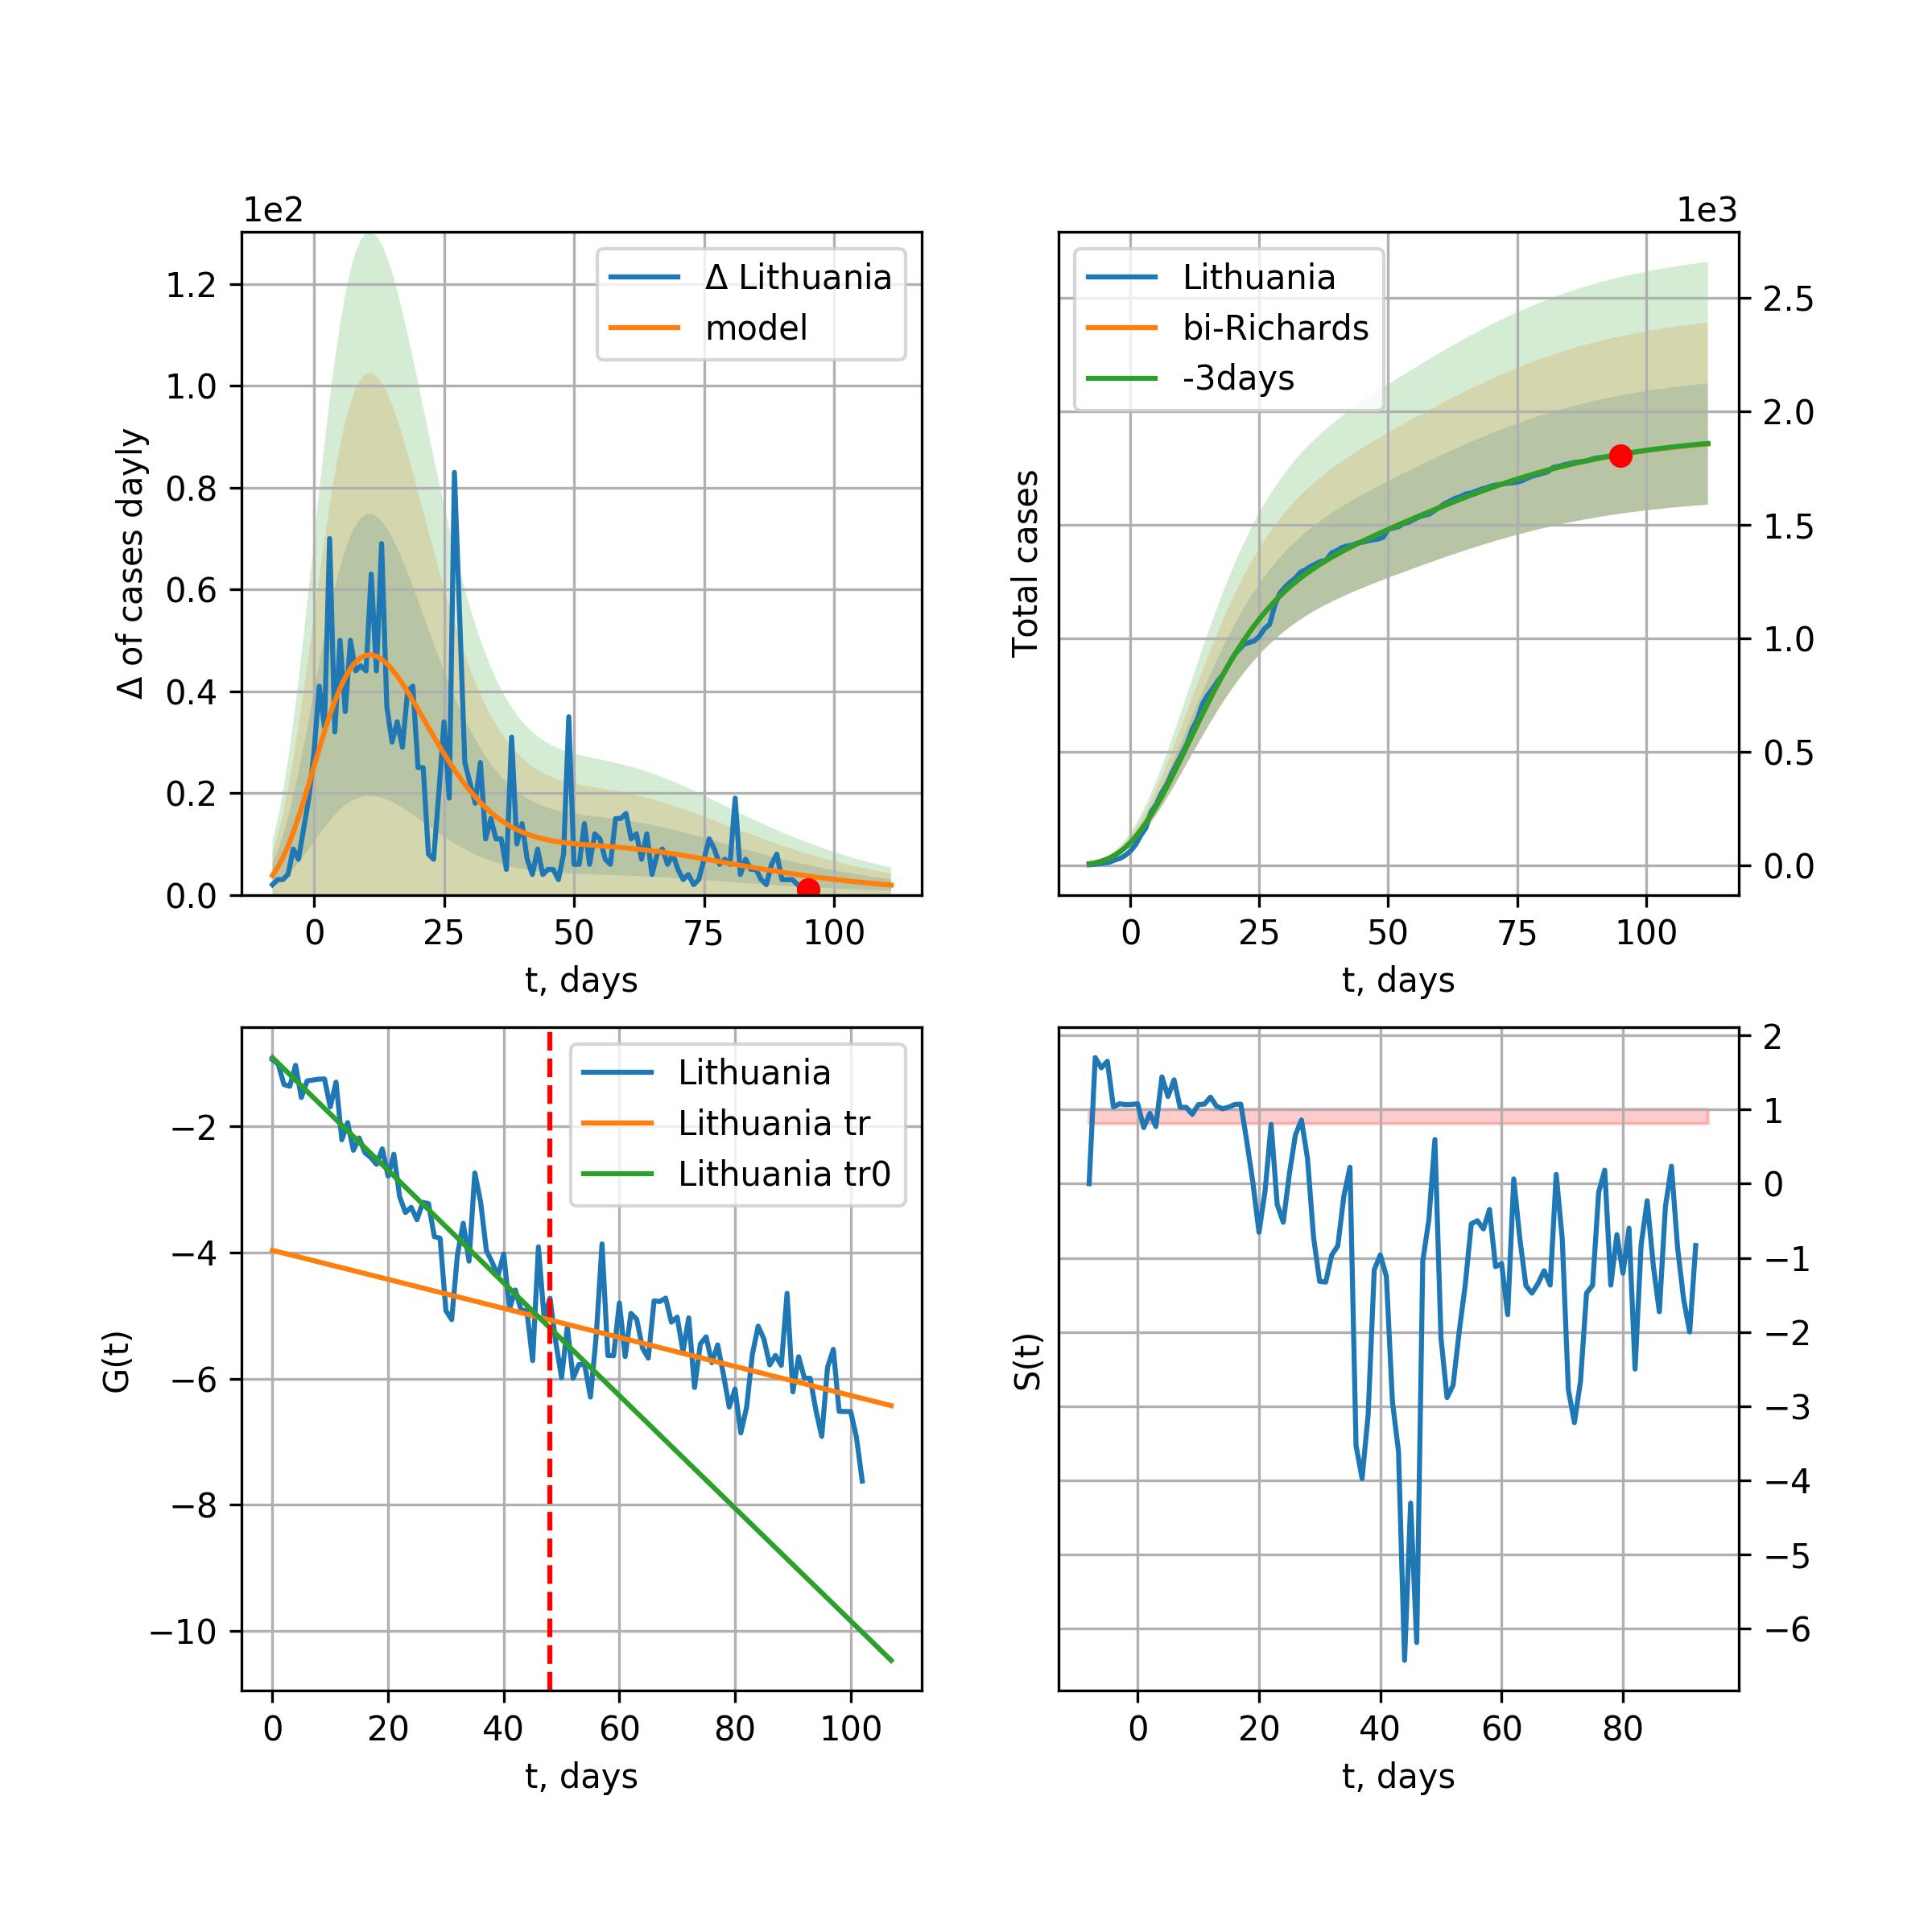 1e2
1.2
1.0
0.8
0.6
0.4
0.2
0.0
Δ of cases dayly
Δ Lithuania
model
0 25 50 75 100
t, days
1e3
2.5
2.0
1.5
1.0
0.5
0.0
Total cases
Lithuania
bi-Richards
-3days
0 25 50 75 100
t, days
−2
−4
−6
−8
−10
G(t)
Lithuania
Lithuania tr
Lithuania tr0
0 20 40 60 80 100
t, days
2
1
0
−1
−2
−3
−4
−5
−6
S(t)
0 20 40 60 80
t, days